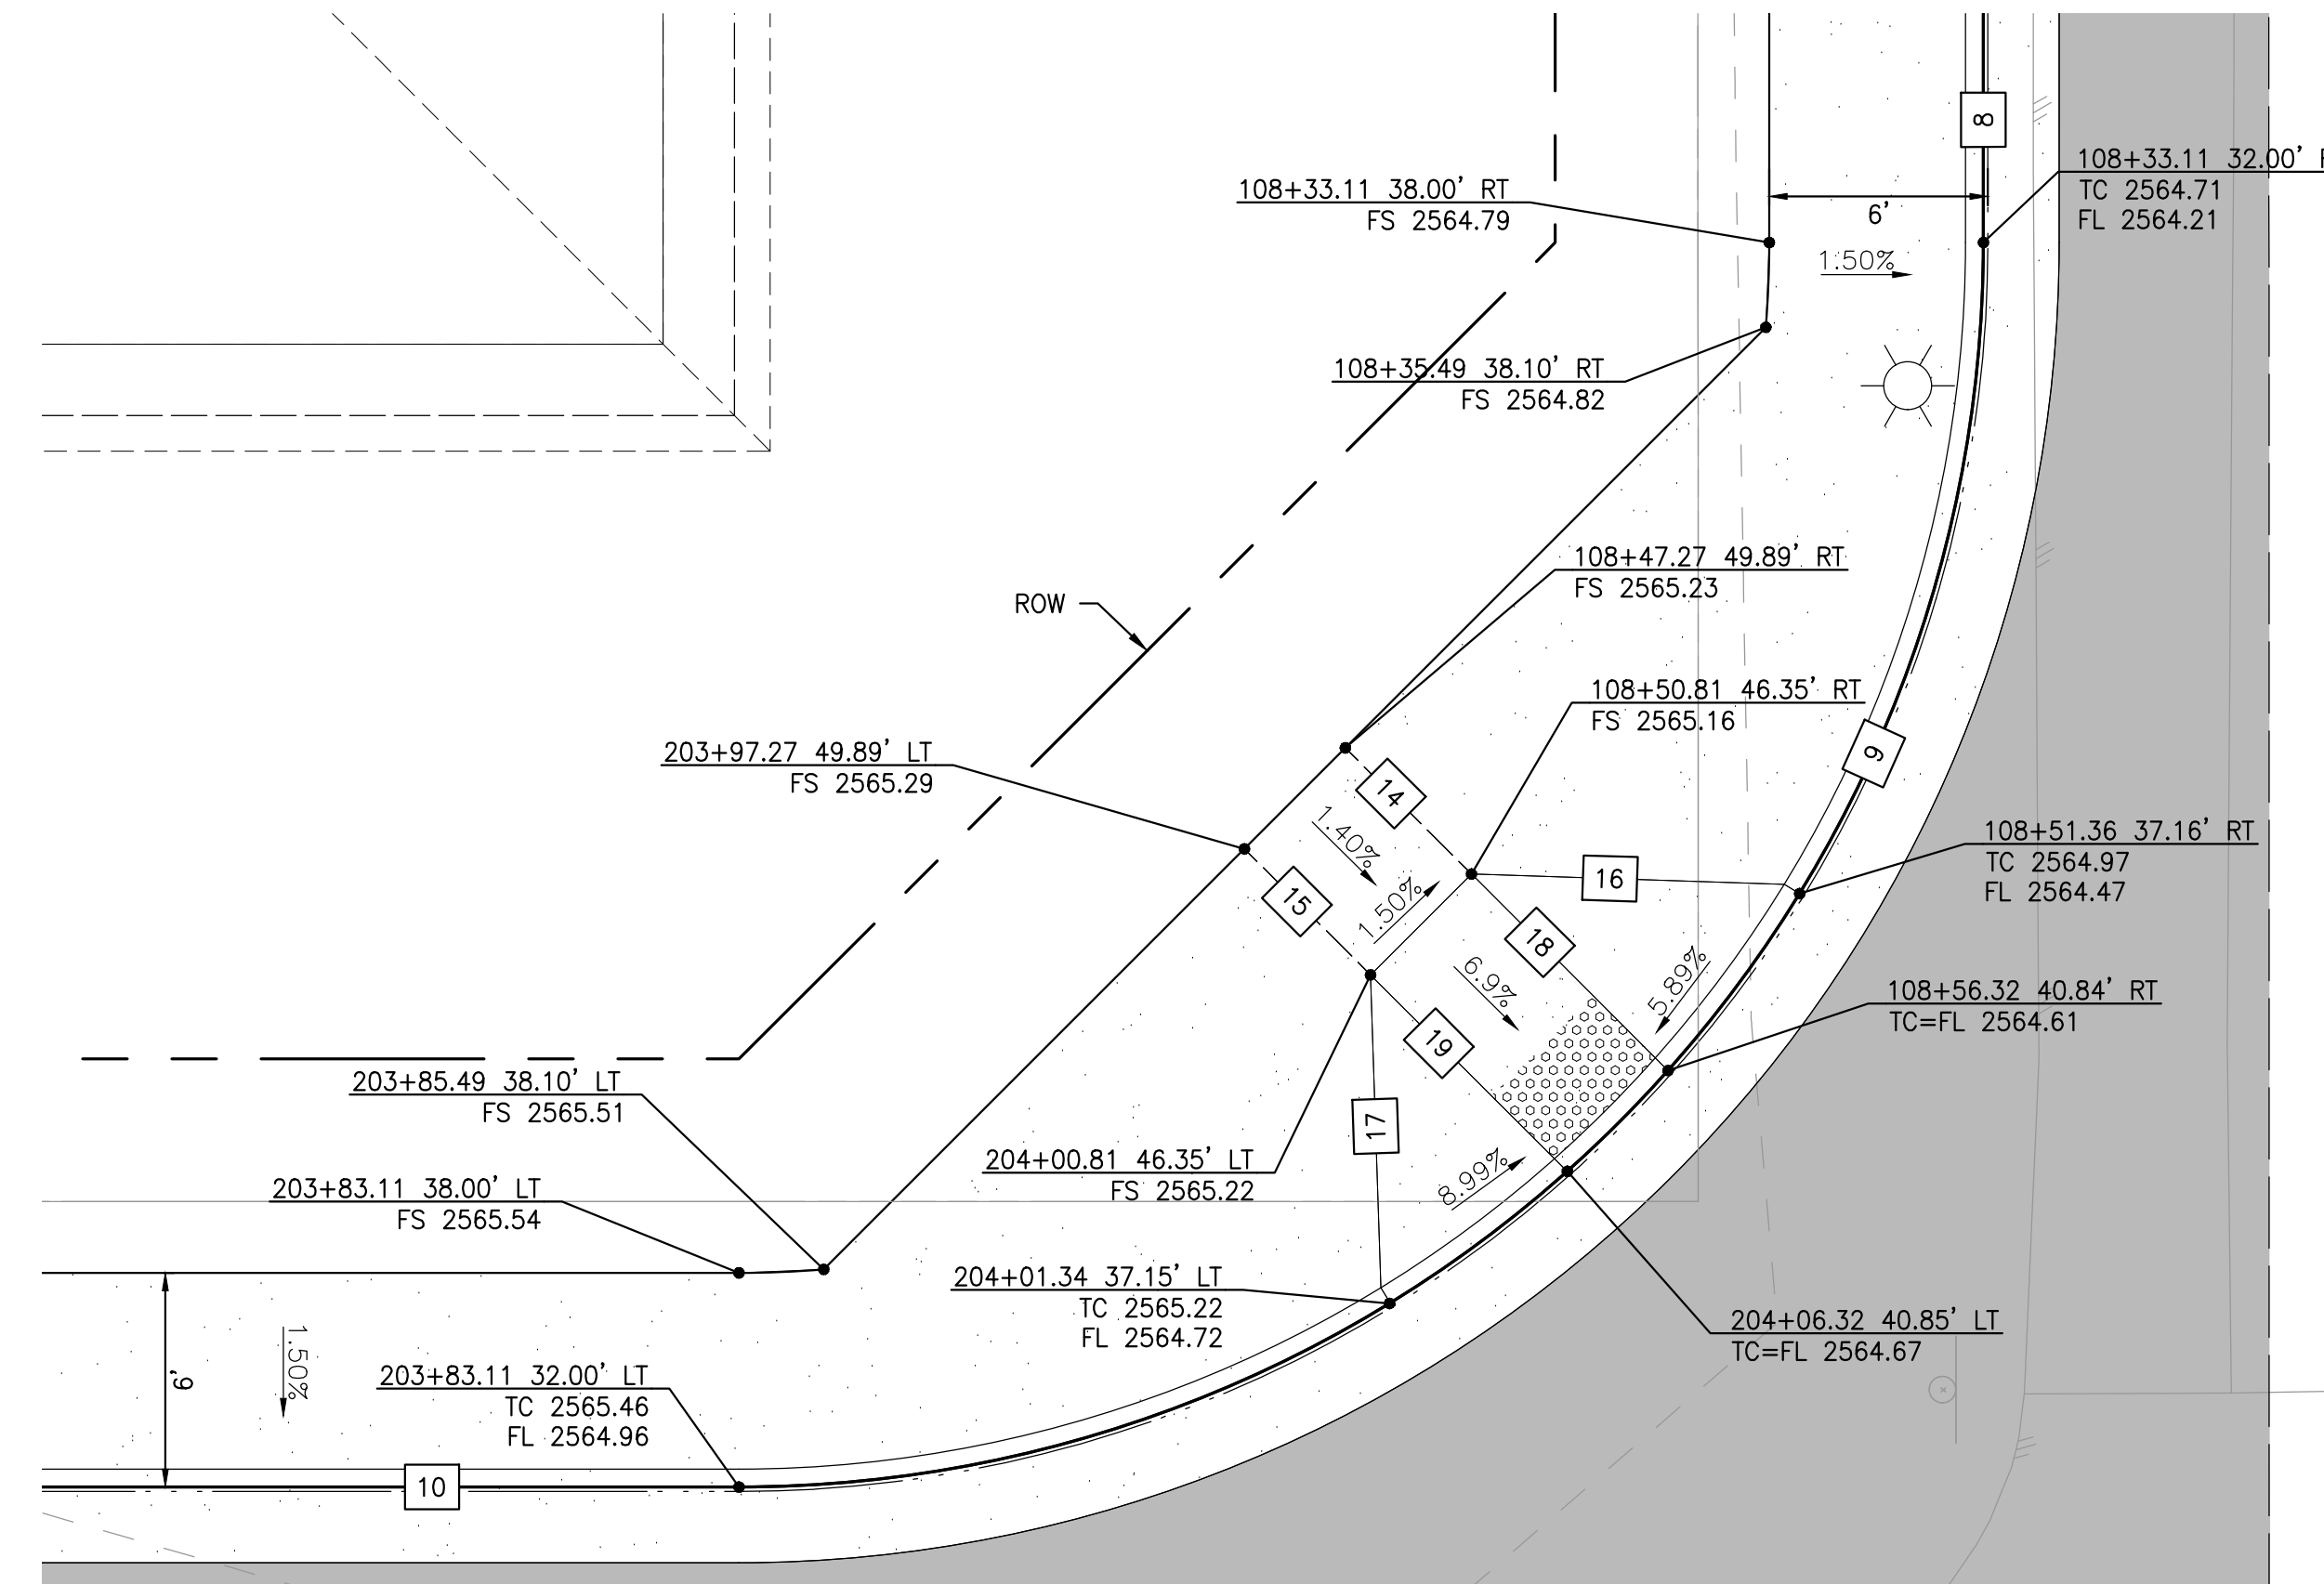 8
108+33.11 32.00'
TC 2564.71
FL 2564.21
108+33.11 38.00' RT
FS 2564.79
6'
1.50%
108+35.49 38.10' RT
FS 2564.82
108+47.27 49.89' RT
FS 2565.23
ROW
108+50.81 46.35' RT
FS 2565.16
203+97.27 49.89' LT
FS 2565.29
9
14
1.40%
108+51.36 37.16' RT
TC 2564.97
FL 2564.47
16
15
1.50%
18
6.9%
5.89%
108+56.32 40.84' RT
TC=FL 2564.61
19
203+85.49 38.10' LT
FS 2565.51
17
204+00.81 46.35' LT
FS 2565.22
8.99%
203+83.11 38.00' LT
FS 2565.54
204+01.34 37.15' LT
TC 2565.22
FL 2564.72
204+06.32 40.85' LT
TC=FL 2564.67
6'
1.50%
203+83.11 32.00' LT
TC 2565.46
FL 2564.96
10